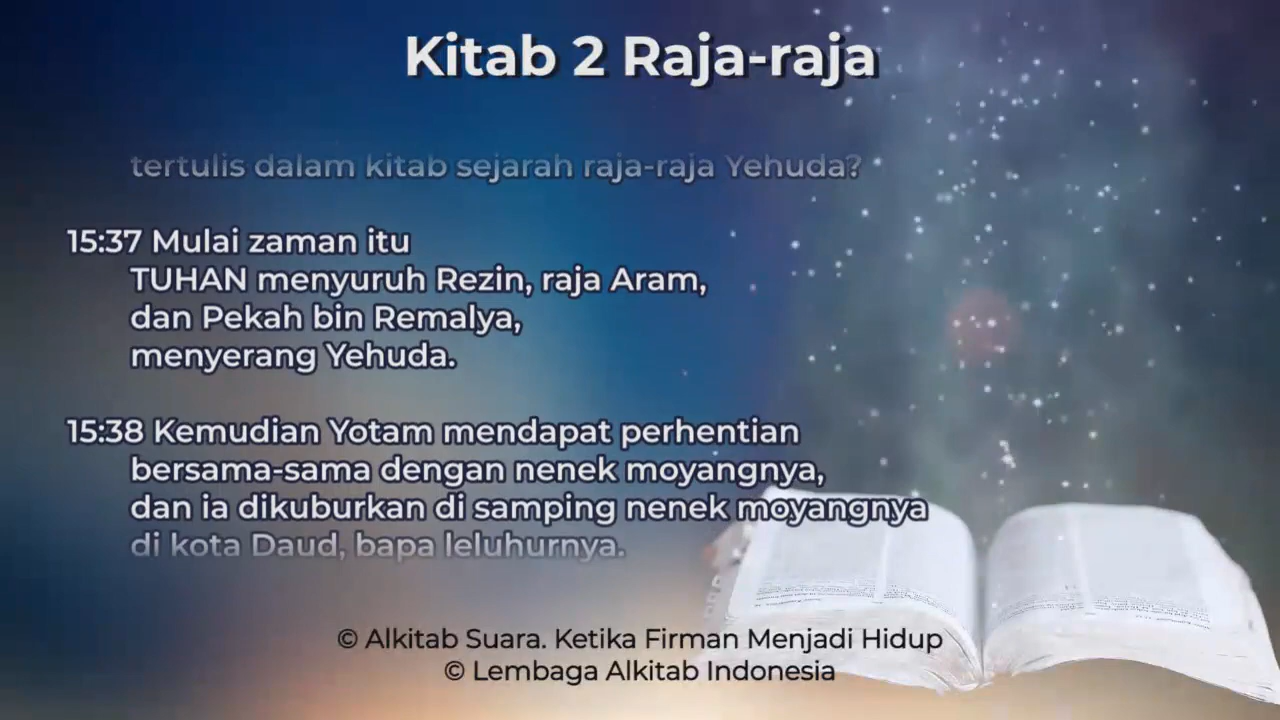 Kitab 2 Raja-raja
tertulis dalam kitab sejarah raja-raja Yehuda?
15:37 Mulai zaman itu
TUHAN menyuruh Rezin, raja Aram,
dan Pekah bin Remalya,
menyerang Yehuda.
15:38 Kemudian Yotam mendapat perhentian
bersama-sama dengan nenek moyangnya,
dan ia dikuburkan di samping nenek moyangnya
di kota Daud, bapa leluhurnya.
© Alkitab Suara. Ketika Firman Menjadi Hidup
© Lembaga Alkitab Indonesia